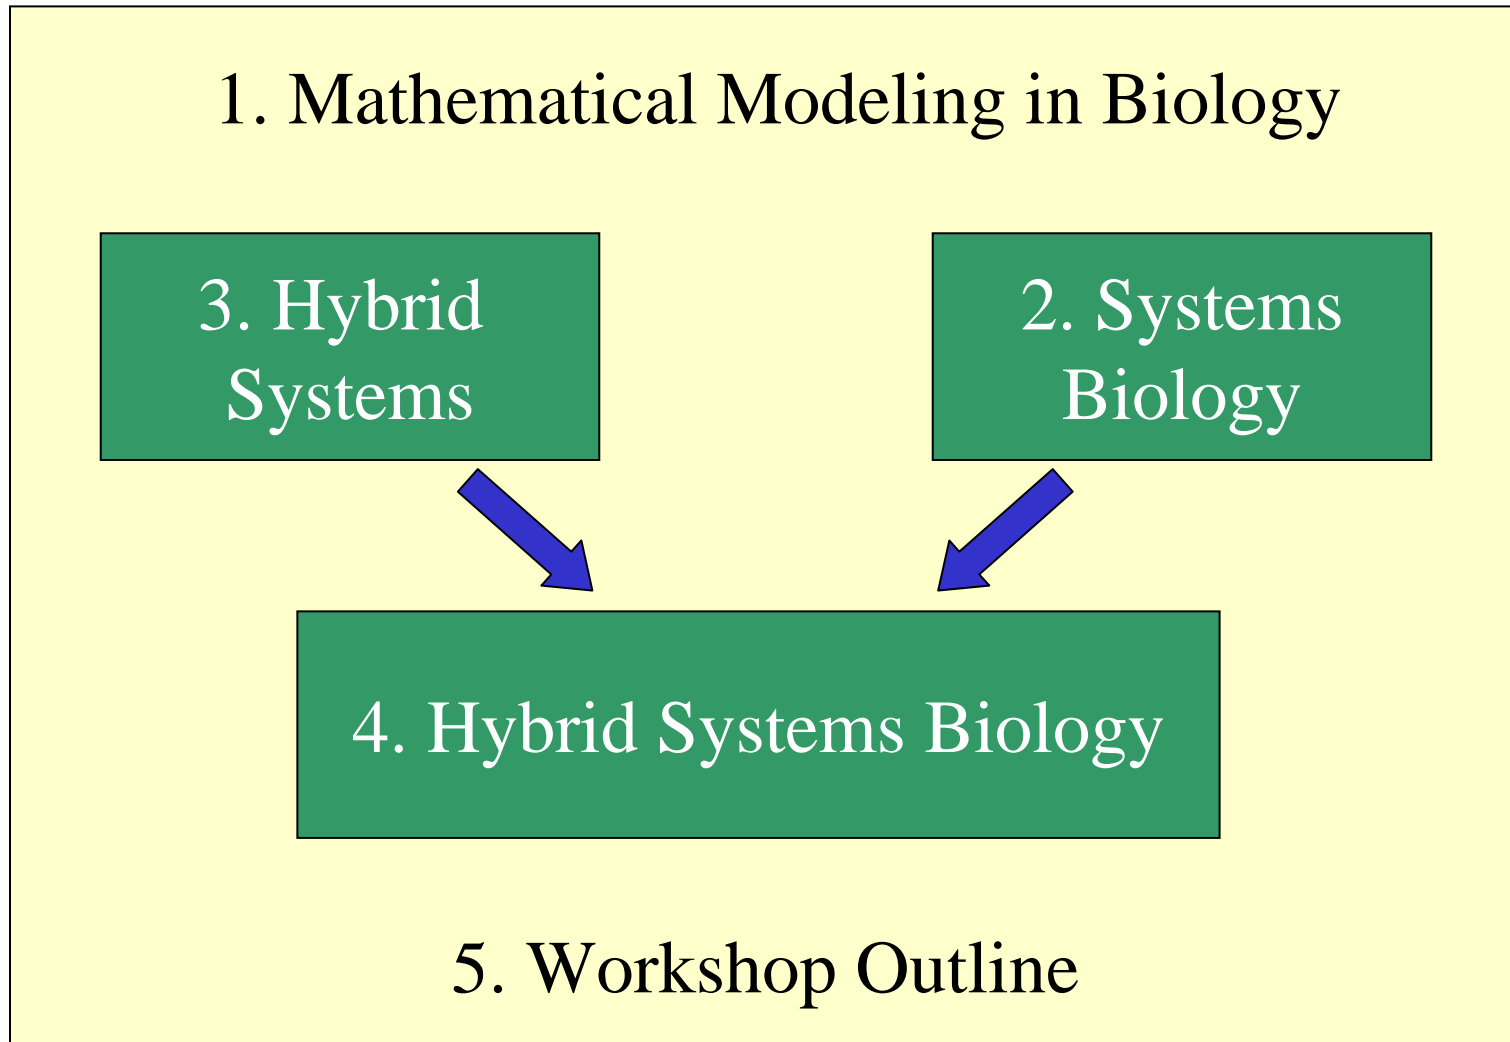 1. Mathematical Modeling in Biology
3. Hybrid
Systems
2. Systems
Biology
4. Hybrid Systems Biology
5. Workshop Outline